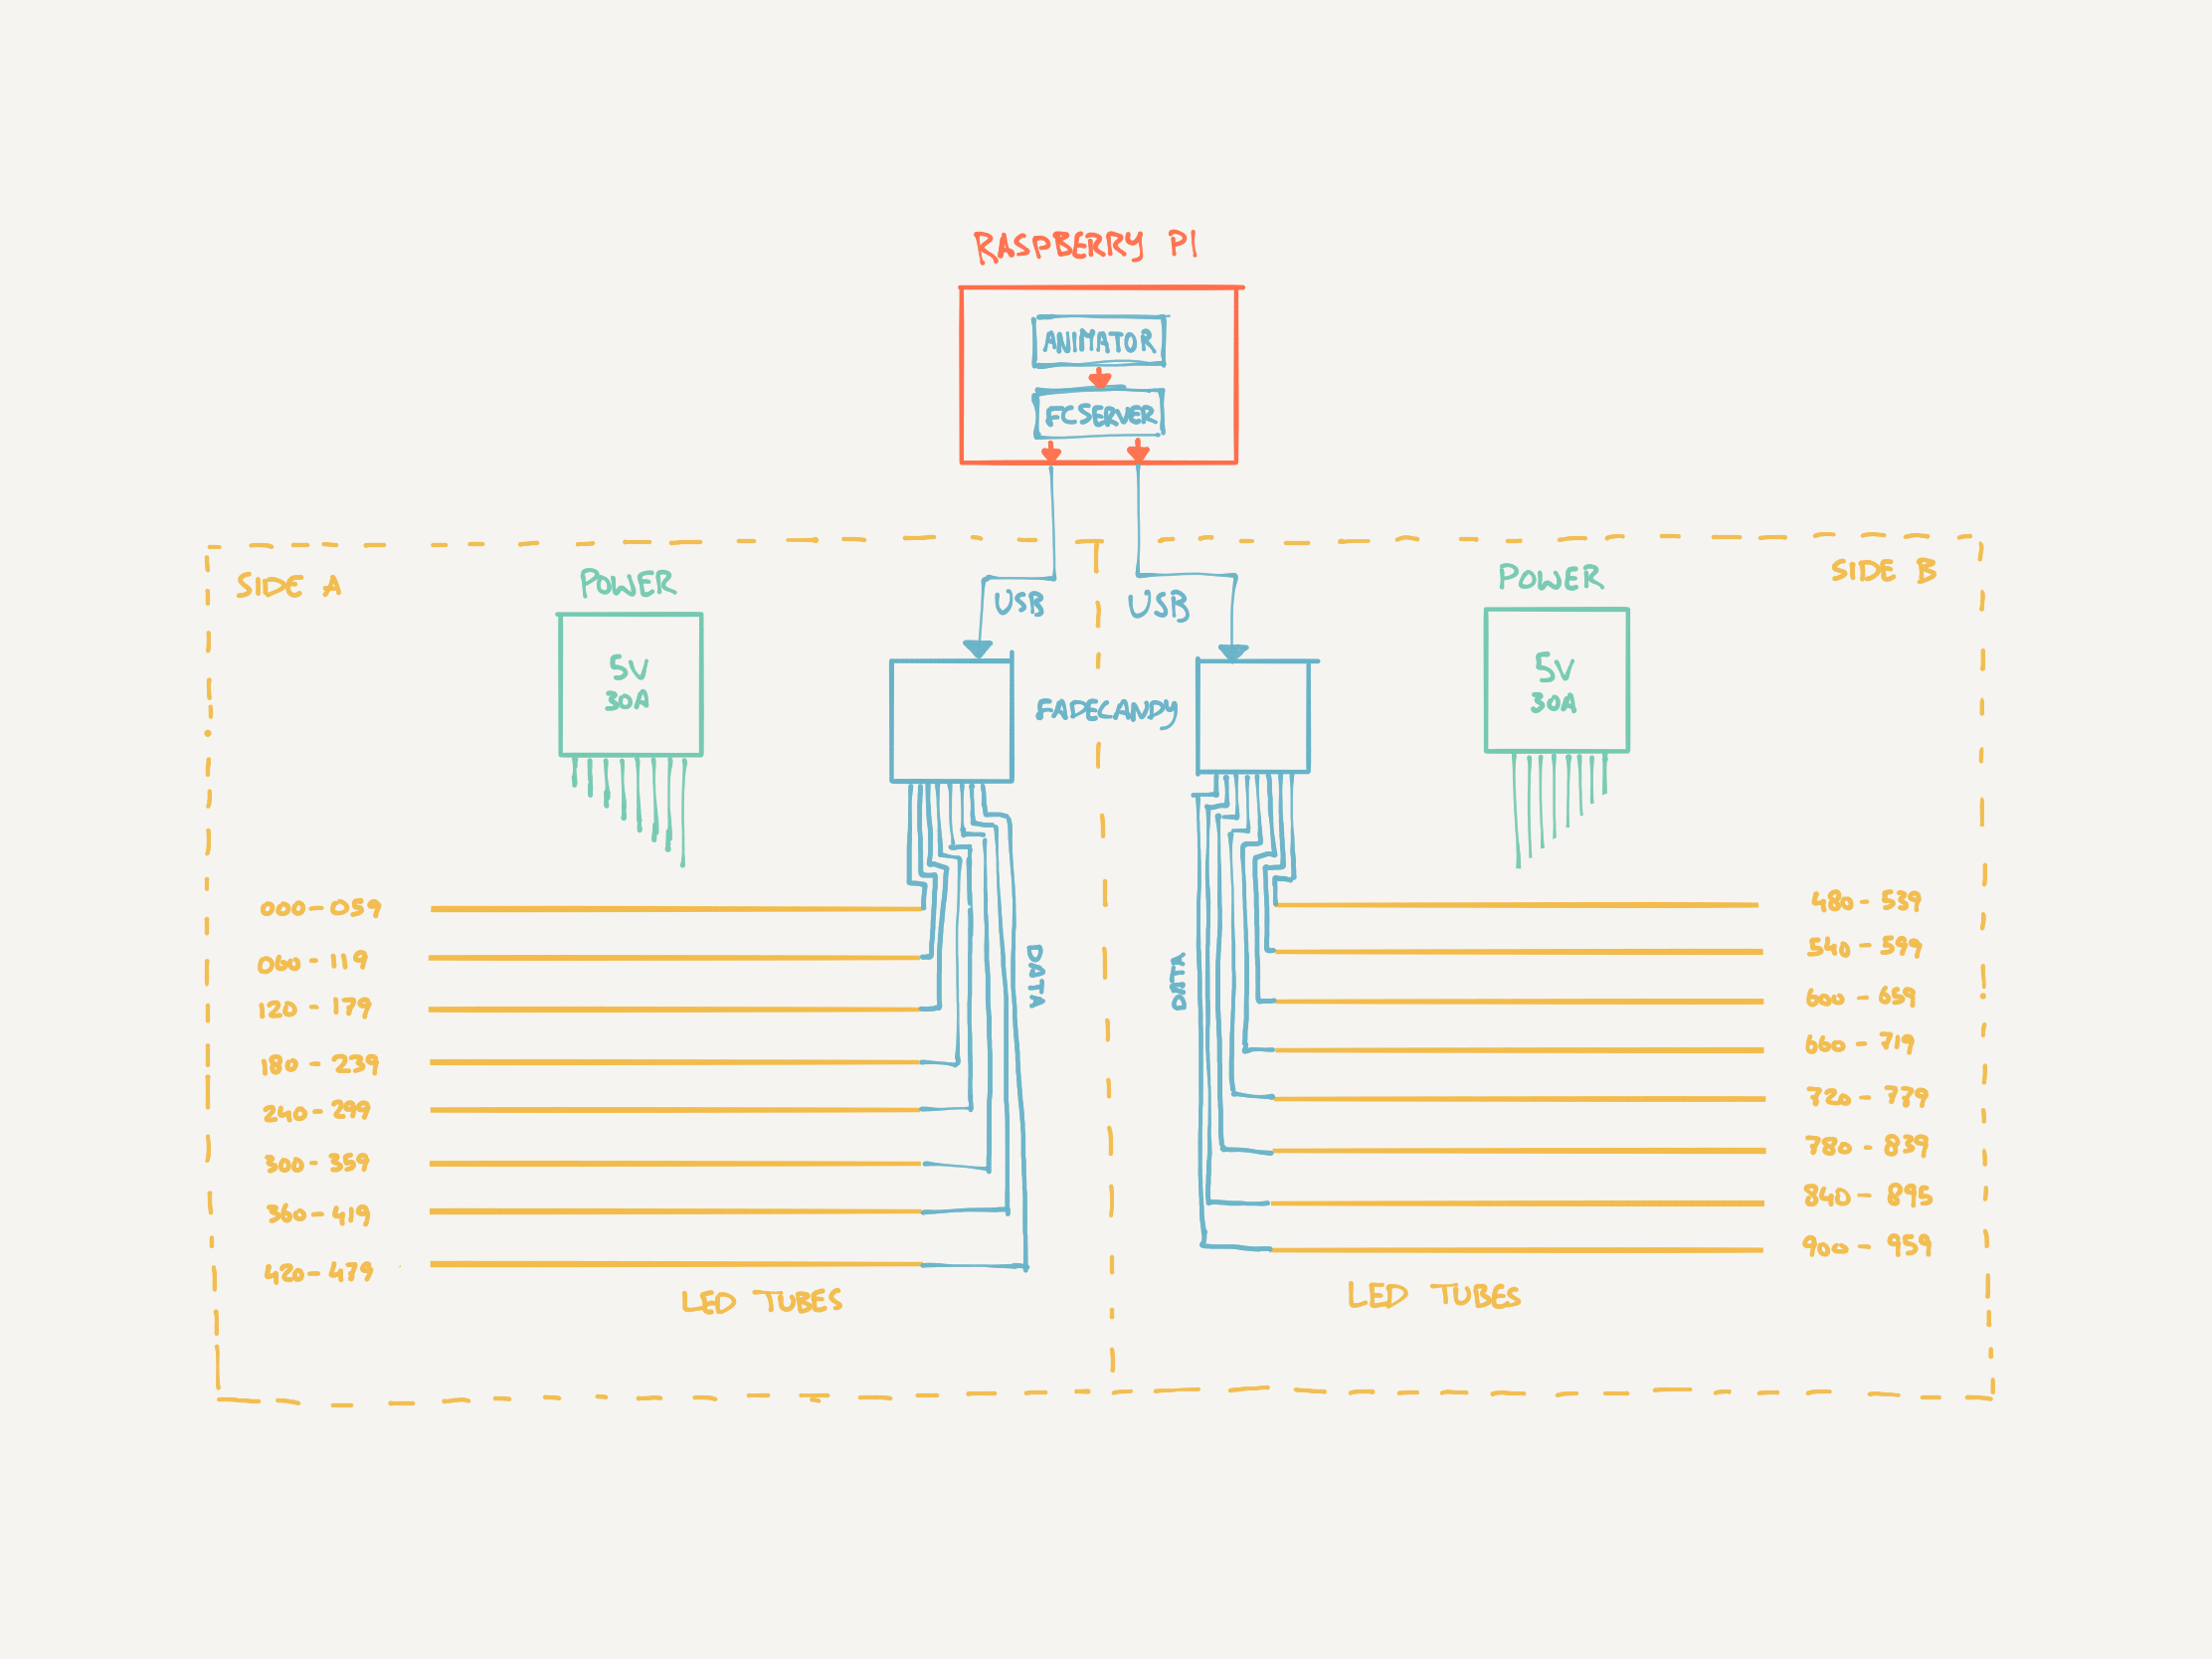 RASPBERRY PI
ANIMATOR
FCSERVER
SIDE A
POWER
5V
30A
USB
USB
FADECANDY
POWER
5V
30A
SIDE B
000-059
060-119
120-179
180-239
240-299
300-359
360-419
420-479
DATA
DATA
480-539
540-599
600-659
660-719
720-779
780-839
840-895
900-959
LED TUBES
LED TUBES